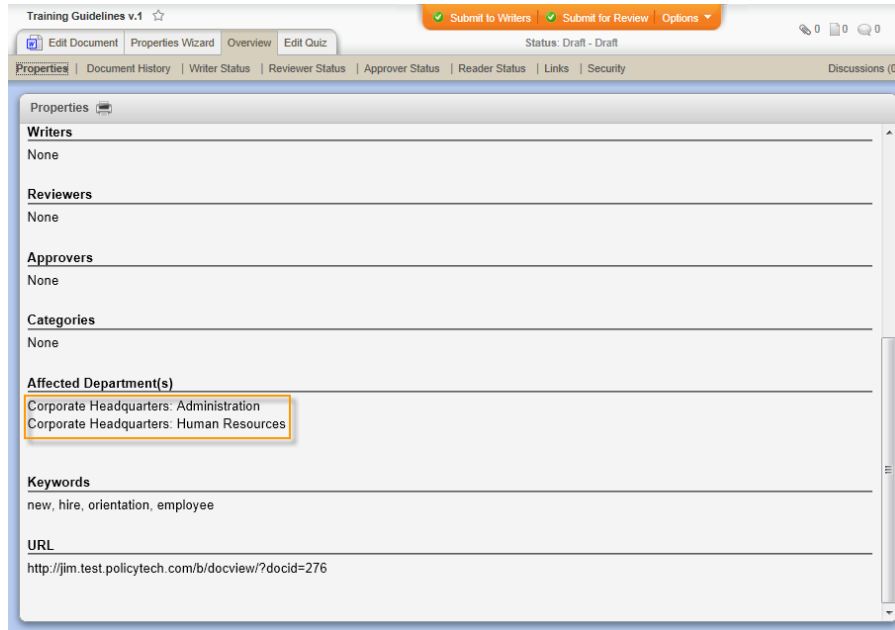 Training Guidelines v.1
Submit to Writers Submit for Review Options
0 0 0
Edit Document Properties Wizard Overview Edit Quiz
Status: Draft - Draft
Properties | Document History | Writer Status | Reviewer Status | Approver Status | Reader Status | Links | Security Discussions (0
Properties
Writers
None
Reviewers
None
Approvers
None
Categories
None
Affected Department(s)
Corporate Headquarters: Administration
Corporate Headquarters: Human Resources
Keywords
new, hire, orientation, employee
URL
http://jim.test.policytech.com/b/docview/?docid=276